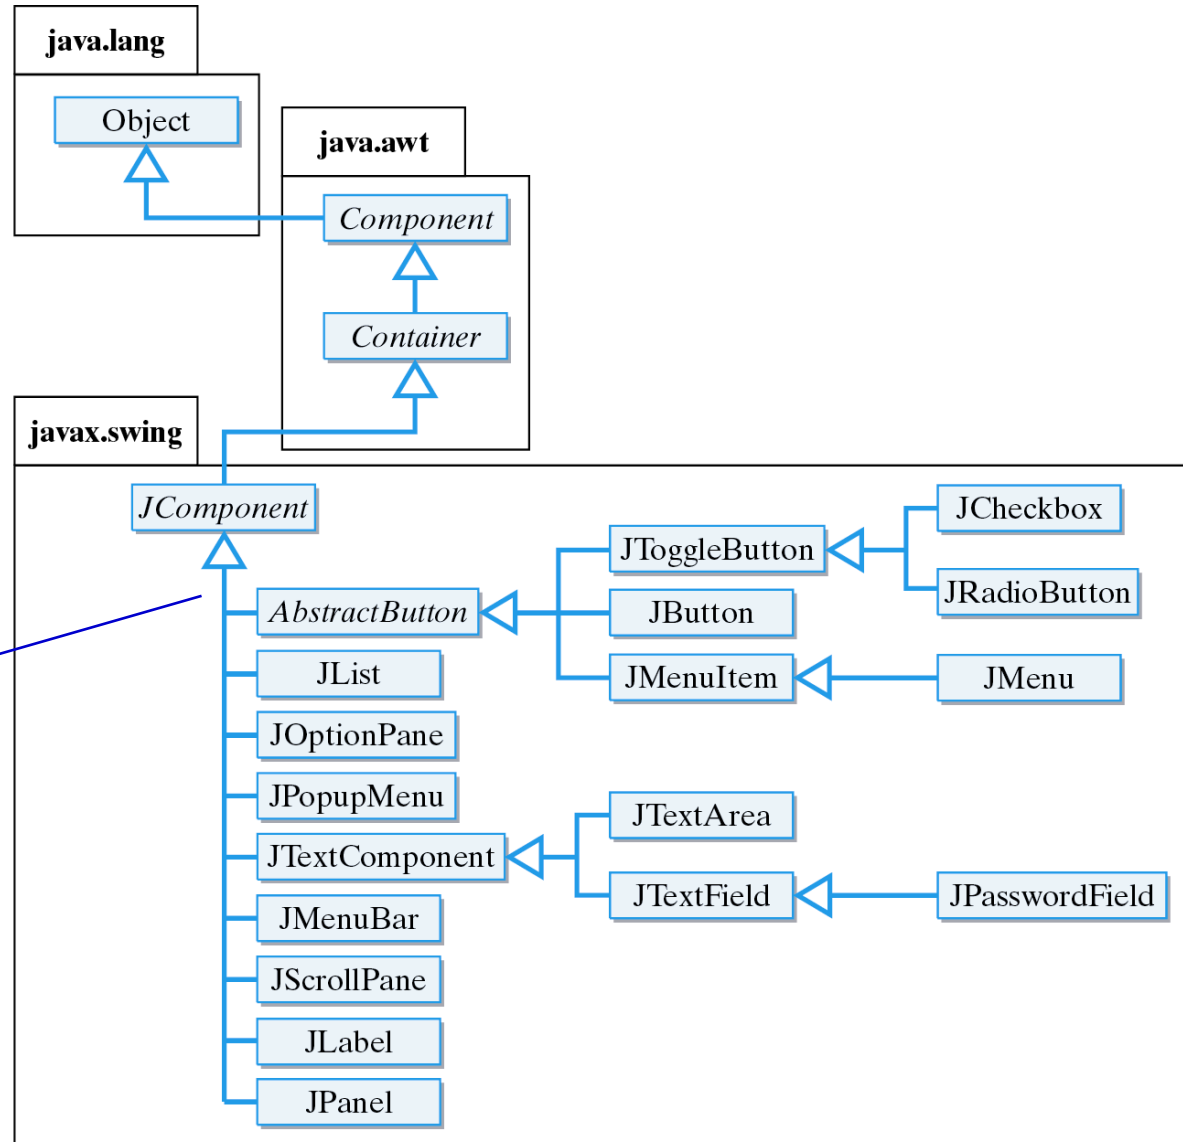 java.lang
Object
java.awt
Component
Container
javax.swing
JComponent
AbstractButton
JList
JOptionPane
JPopupMenu
JTextComponent
JMenuBar
JScrollPane
JLabel
JPanel
JToggleButton
JButton
JMenuItem
JTextArea
JTextField
JCheckbox
JRadioButton
JMenu
JPasswordField